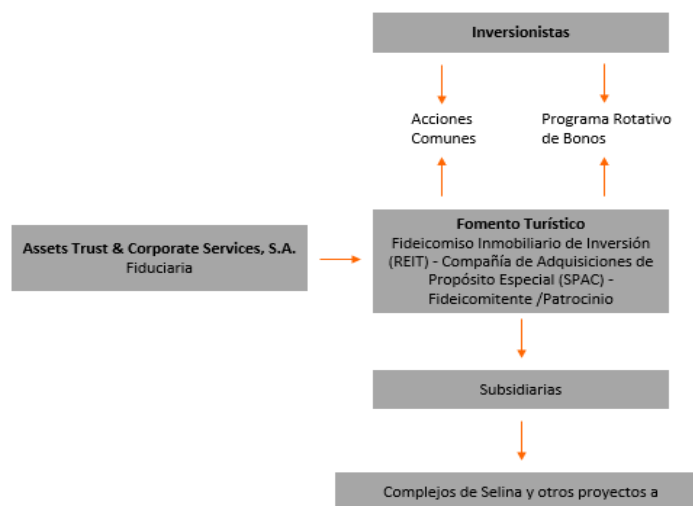 Inversionistas
Acciones
Comunes
Programa Rotativo
de Bonos
Assets Trust & Corporate Services, S.A.
Fiduciaria
Fomento Turístico
Fideicomiso Inmobiliario de Inversión
(REIT) - Compañía de Adquisiciones de
Propósito Especial (SPAC) -
Fideicomitente /Patrocinio
Subsidiarias
Complejos de Selina y otros proyectos a